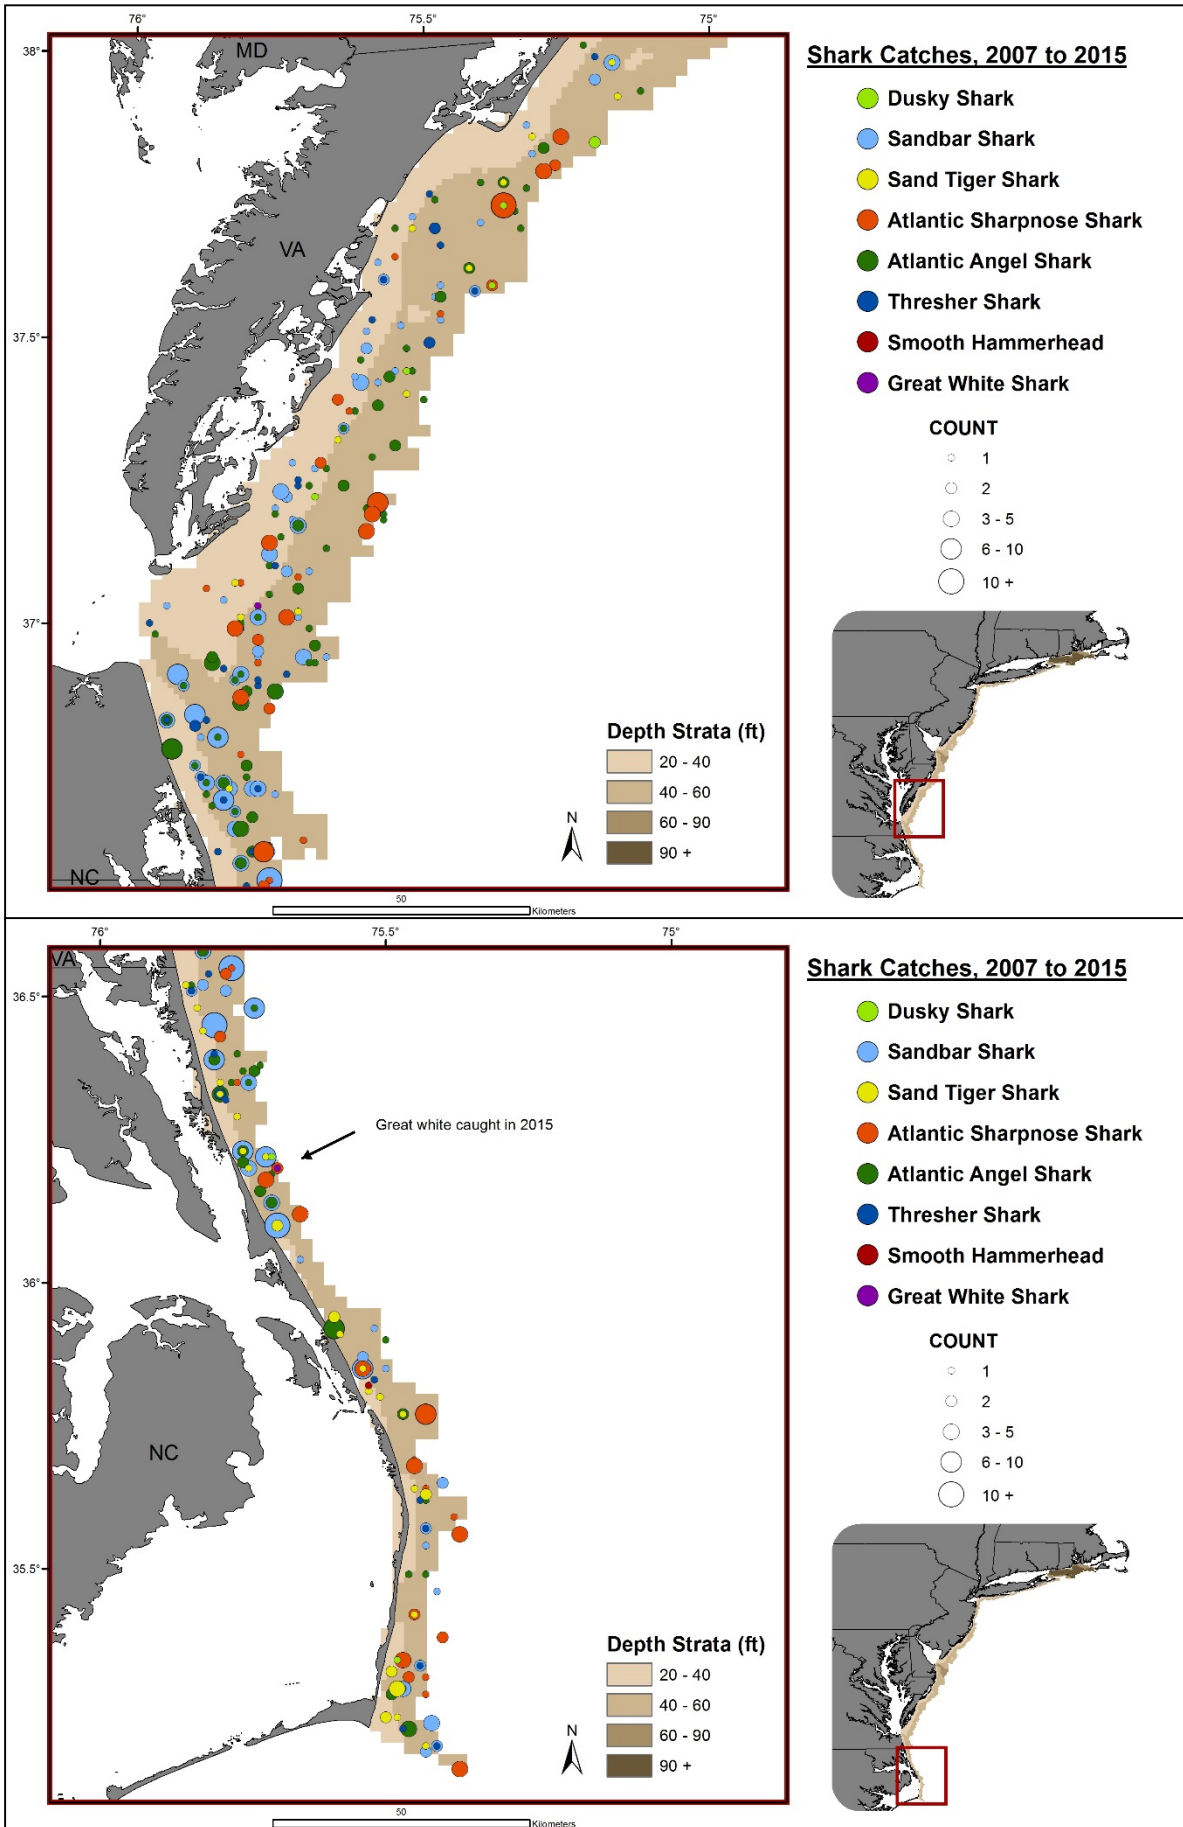 76°
75.5°
75°
38°
MD
VA
37.5°
37°
NC
Shark Catches, 2007 to 2015
Dusky Shark
Sandbar Shark
Sand Tiger Shark
Atlantic Sharpnose Shark
Atlantic Angel Shark
Thresher Shark
Smooth Hammerhead
Great White Shark
COUNT
1
2
3 - 5
6 - 10
10 +
Depth Strata (ft)
20 - 40
40 - 60
60 - 90
90 +
N
50
Kilometers
76°
75.5°
75°
VA
36.5°
Great white caught in 2015
36°
NC
35.5°
Shark Catches, 2007 to 2015
Dusky Shark
Sandbar Shark
Sand Tiger Shark
Atlantic Sharpnose Shark
Atlantic Angel Shark
Thresher Shark
Smooth Hammerhead
Great White Shark
COUNT
1
2
3 - 5
6 - 10
10 +
Depth Strata (ft)
20 - 40
40 - 60
60 - 90
90 +
N
50
Kilometers